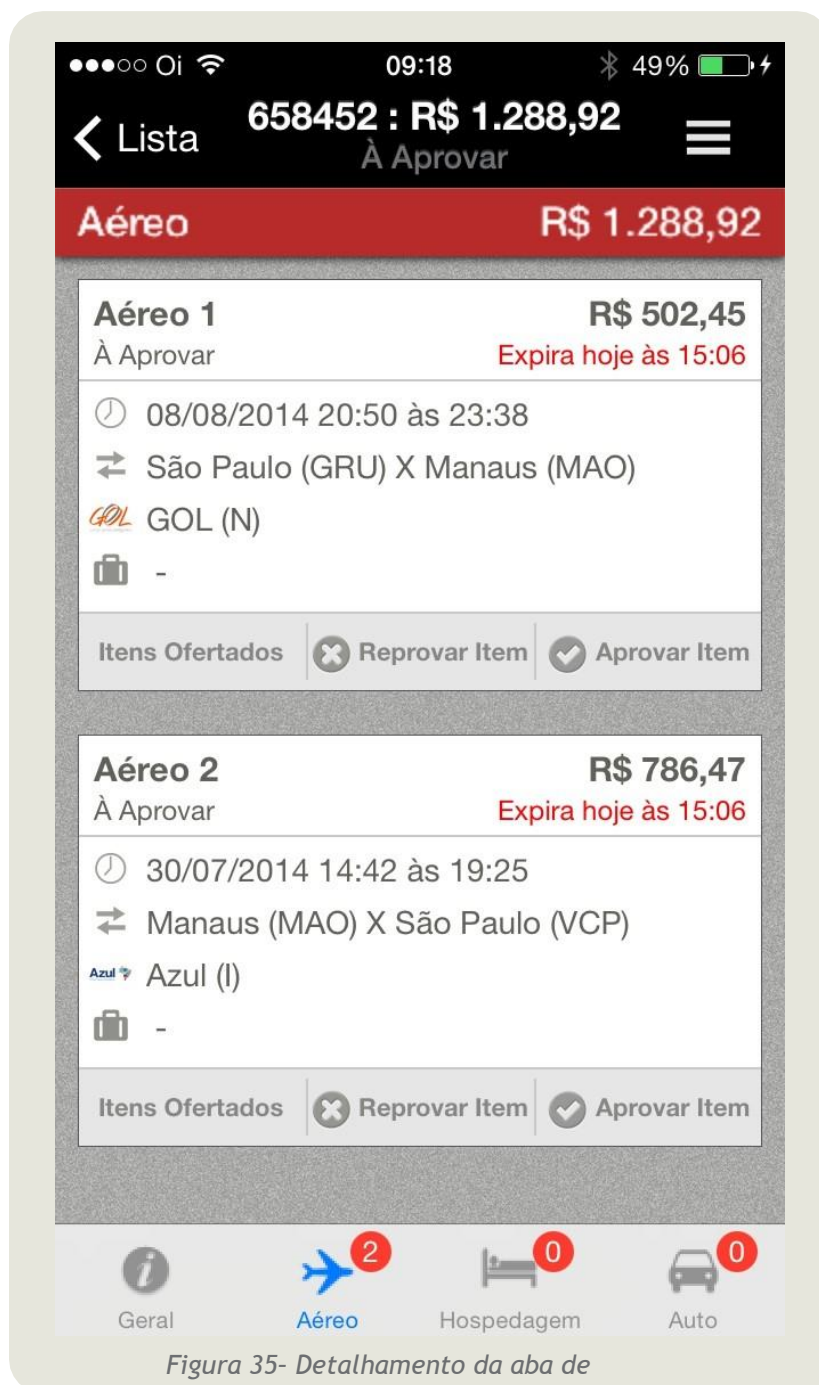 Oi 09:18 49%
Lista 658452 : R$ 1.288,92
À Aprovar
Aéreo R$ 1.288,92
Aéreo 1 R$ 502,45
À Aprovar Expira hoje às 15:06
08/08/2014 20:50 às 23:38
São Paulo (GRU) X Manaus (MAO)
GOL GOL (N)
-
Itens Ofertados Reprovar Item Aprovar Item
Aéreo 2 R$ 786,47
À Aprovar Expira hoje às 15:06
30/07/2014 14:42 às 19:25
Manaus (MAO) X São Paulo (VCP)
Azul Azul (I)
-
Itens Ofertados Reprovar Item Aprovar Item
2 0 0
Geral Aéreo Hospedagem Auto
Figura 35- Detalhamento da aba de